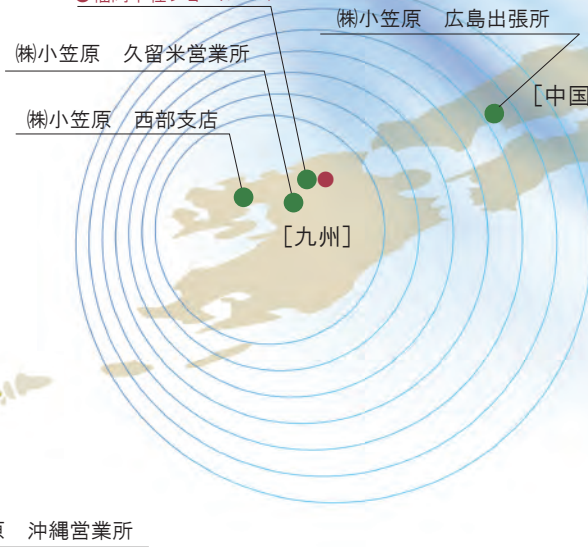 ㈱小笠原　広島出張所
㈱小笠原　久留米営業所
[中国
㈱小笠原　西部支店
[九州]
沖縄営業所